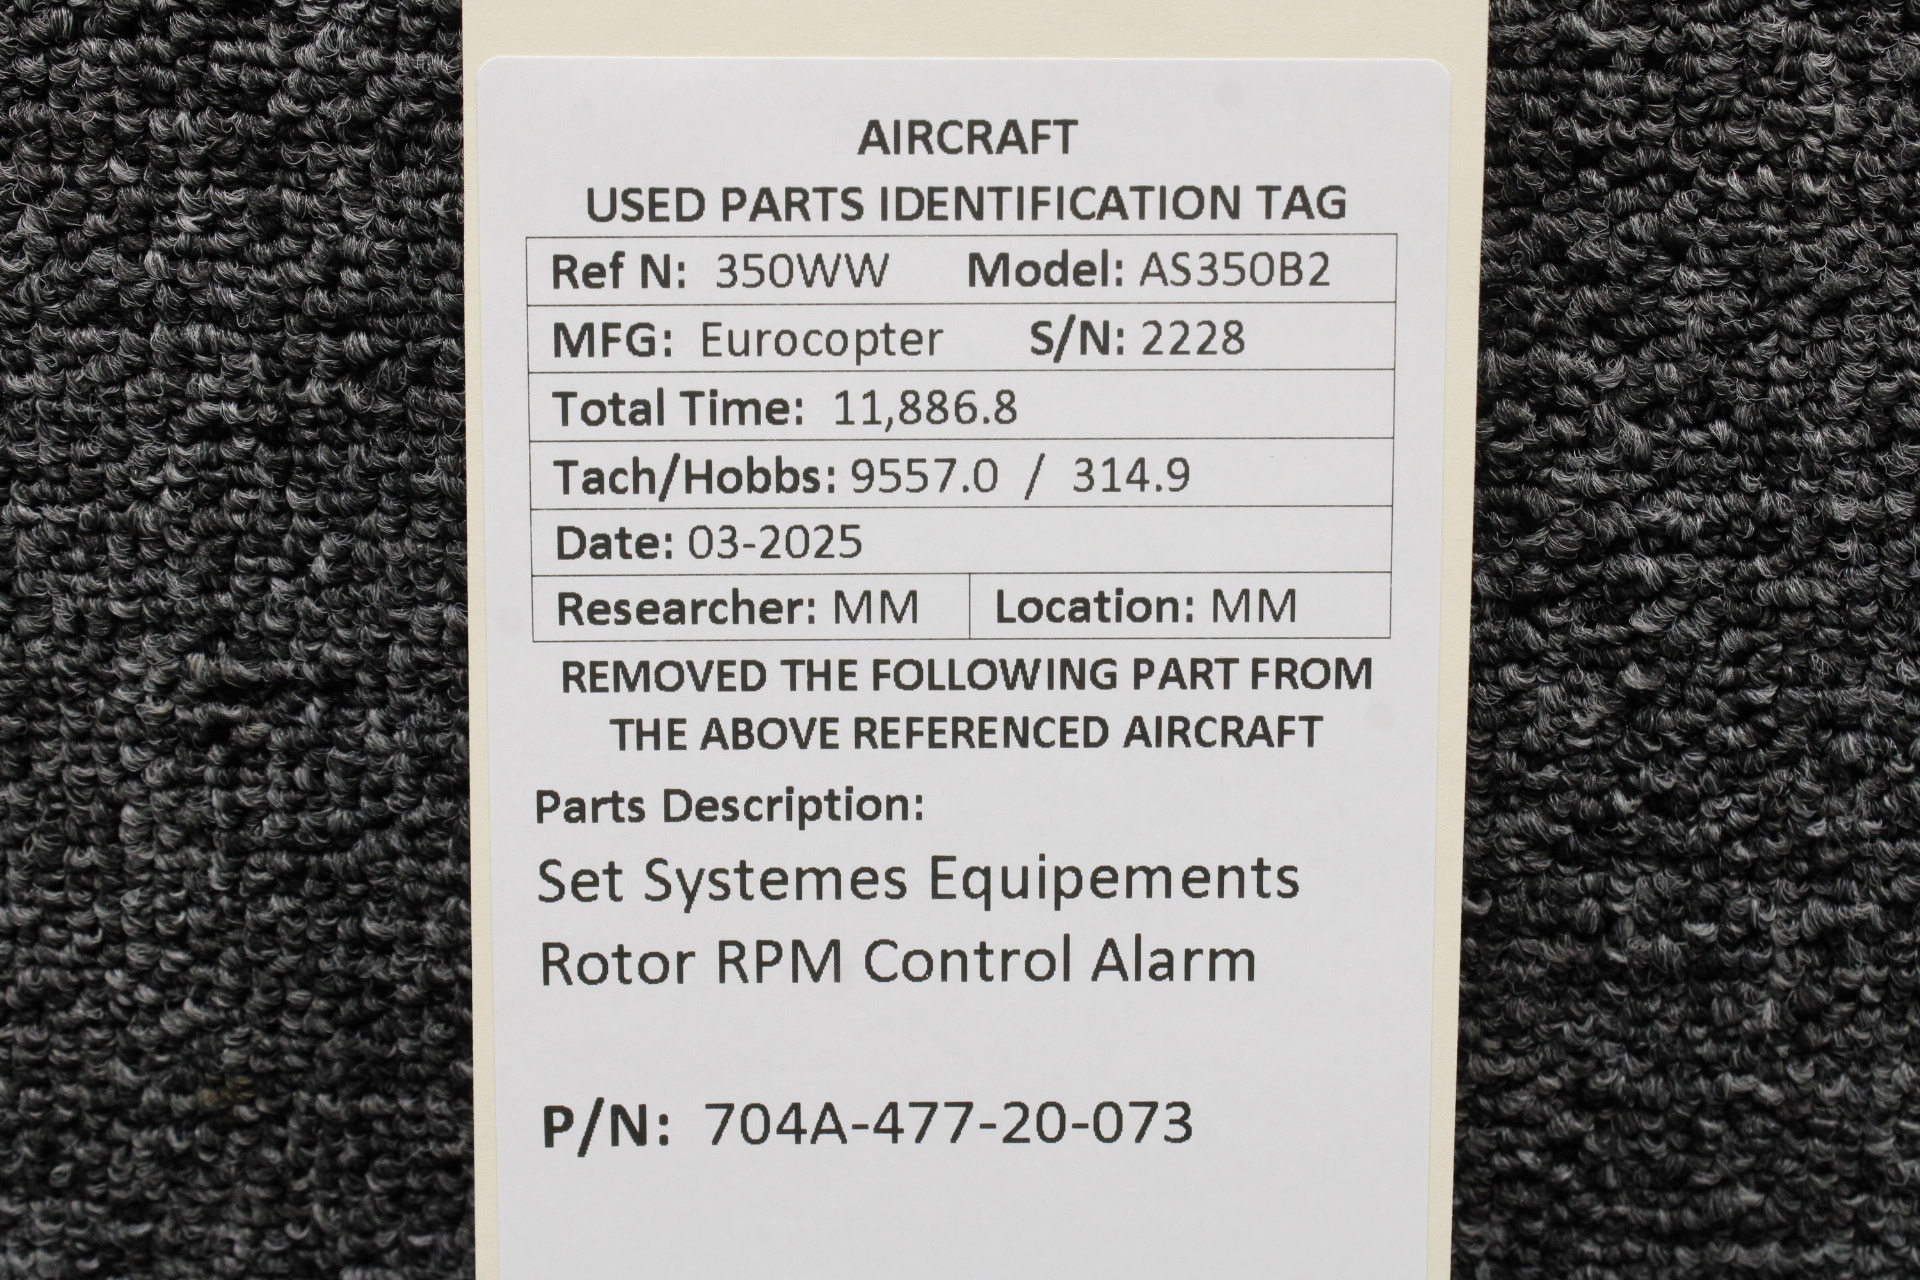 AIRCRAFT
USED PARTS IDENTIFICATION TAG
Ref N: 350WW Model: AS350B2
MFG: Eurocopter S/N: 2228
Total Time: 11,886.8
Tach/Hobbs: 9557.0 / 314.9
Date: 03-2025
Researcher: MM Location: MM
REMOVED THE FOLLOWING PART FROM
THE ABOVE REFERENCED AIRCRAFT
Parts Description:
Set Systemes Equipements
Rotor RPM Control Alarm
P/N: 704A-477-20-073